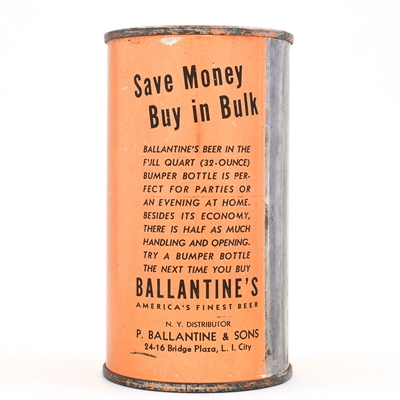 Save Money
Buy in Bulk
BALLANTINE'S BEER IN THE
FULL QUART (32-OUNCE)
BUMPER BOTTLE IS PER-
FECT FOR PARTIES OR
AN EVENING AT HOME.
BESIDES ITS ECONOMY,
THERE IS HALF AS MUCH
HANDLING AND OPENING.
TRY A BUMPER BOTTLE
THE NEXT TIME YOU BUY
BALLANTINE'S
AMERICA'S FINEST BEER
N. Y. DISTRIBUTOR
P. BALLANTINE & SONS
24-16 Bridge Plaza, L. I. City